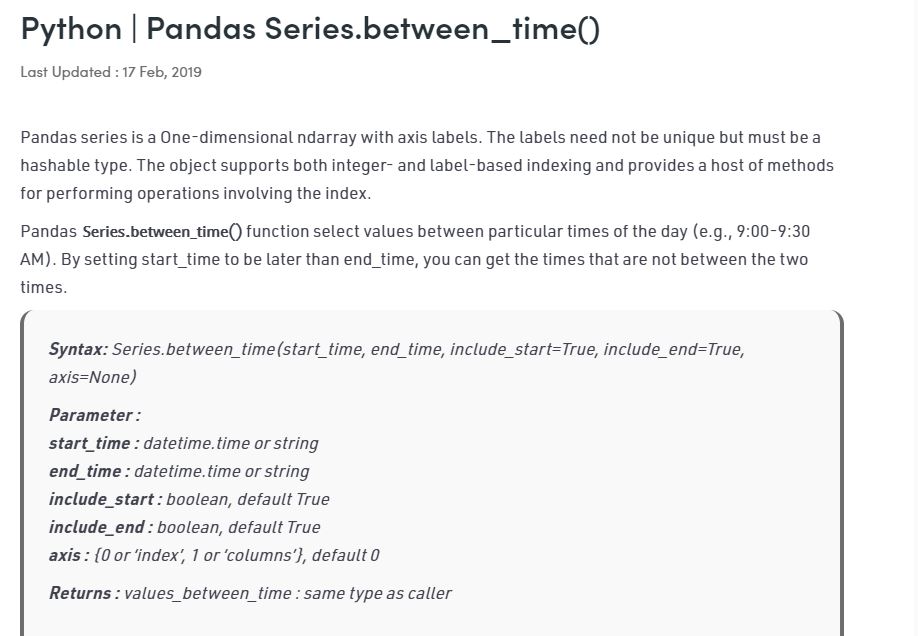 Python | Pandas Series.between_time()
Last Updated : 17 Feb, 2019
Pandas series is a One-dimensional ndarray with axis labels. The labels need not be unique but must be a
hashable type. The object supports both integer- and label-based indexing and provides a host of methods
for performing operations involving the index.
Pandas Series.between_time() function select values between particular times of the day (e.g., 9:00-9:30
AM). By setting start_time to be later than end_time, you can get the times that are not between the two
times.
Syntax: Series.between_time(start_time, end_time, include_start=True, include_end=True,
axis=None)
Parameter :
start_time : datetime.time or string
end_time : datetime.time or string
include_start : boolean, default True
include_end : boolean, default True
axis : {0 or ‘index’, 1 or ‘columns’}, default 0
Returns : values_between_time : same type as caller